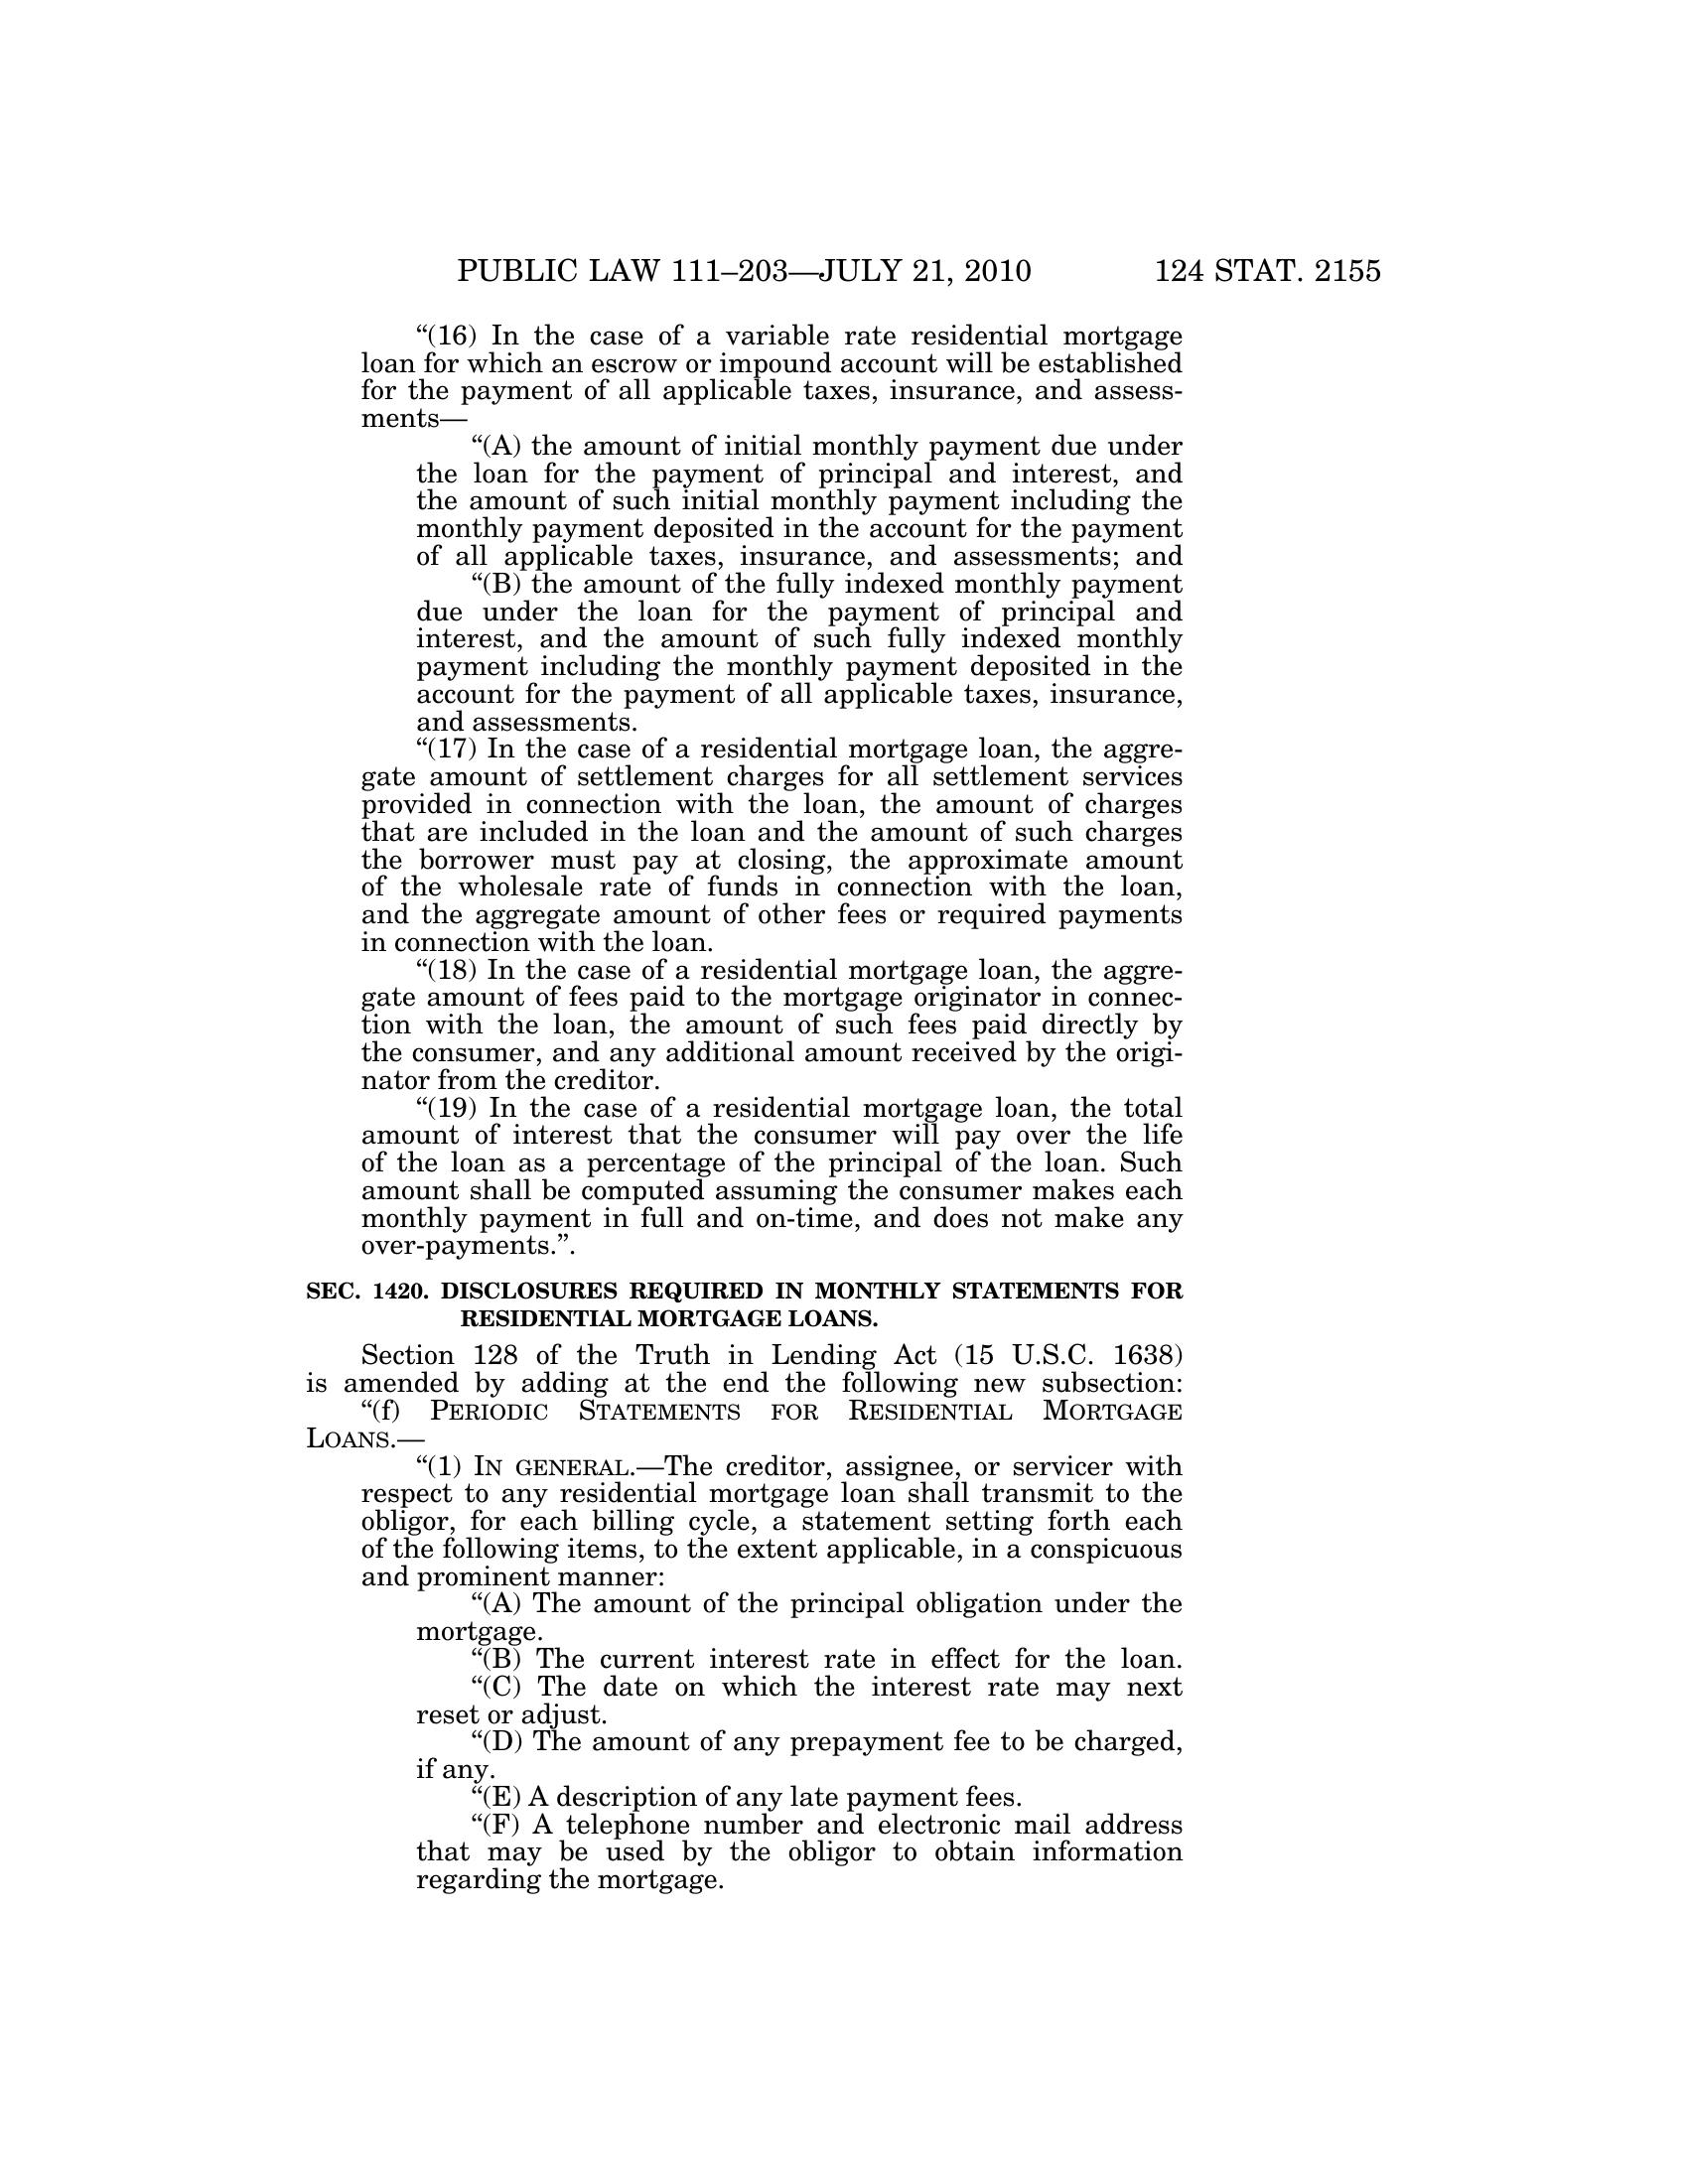 PUBLIC LAW 111–203—JULY 21, 2010 124 STAT. 2155
“(16) In the case of a variable rate residential mortgage
loan for which an escrow or impound account will be established
for the payment of all applicable taxes, insurance, and assess-
ments—
“(A) the amount of initial monthly payment due under
the loan for the payment of principal and interest, and
the amount of such initial monthly payment including the
monthly payment deposited in the account for the payment
of all applicable taxes, insurance, and assessments; and
“(B) the amount of the fully indexed monthly payment
due under the loan for the payment of principal and
interest, and the amount of such fully indexed monthly
payment including the monthly payment deposited in the
account for the payment of all applicable taxes, insurance,
and assessments.
“(17) In the case of a residential mortgage loan, the aggre-
gate amount of settlement charges for all settlement services
provided in connection with the loan, the amount of charges
that are included in the loan and the amount of such charges
the borrower must pay at closing, the approximate amount
of the wholesale rate of funds in connection with the loan,
and the aggregate amount of other fees or required payments
in connection with the loan.
“(18) In the case of a residential mortgage loan, the aggre-
gate amount of fees paid to the mortgage originator in connec-
tion with the loan, the amount of such fees paid directly by
the consumer, and any additional amount received by the origi-
nator from the creditor.
“(19) In the case of a residential mortgage loan, the total
amount of interest that the consumer will pay over the life
of the loan as a percentage of the principal of the loan. Such
amount shall be computed assuming the consumer makes each
monthly payment in full and on-time, and does not make any
over-payments.”.
SEC. 1420. DISCLOSURES REQUIRED IN MONTHLY STATEMENTS FOR
RESIDENTIAL MORTGAGE LOANS.
Section 128 of the Truth in Lending Act (15 U.S.C. 1638)
is amended by adding at the end the following new subsection:
“(f) PERIODIC STATEMENTS FOR RESIDENTIAL MORTGAGE
LOANS.—
“(1) IN GENERAL.—The creditor, assignee, or servicer with
respect to any residential mortgage loan shall transmit to the
obligor, for each billing cycle, a statement setting forth each
of the following items, to the extent applicable, in a conspicuous
and prominent manner:
“(A) The amount of the principal obligation under the
mortgage.
“(B) The current interest rate in effect for the loan.
“(C) The date on which the interest rate may next
reset or adjust.
“(D) The amount of any prepayment fee to be charged,
if any.
“(E) A description of any late payment fees.
“(F) A telephone number and electronic mail address
that may be used by the obligor to obtain information
regarding the mortgage.